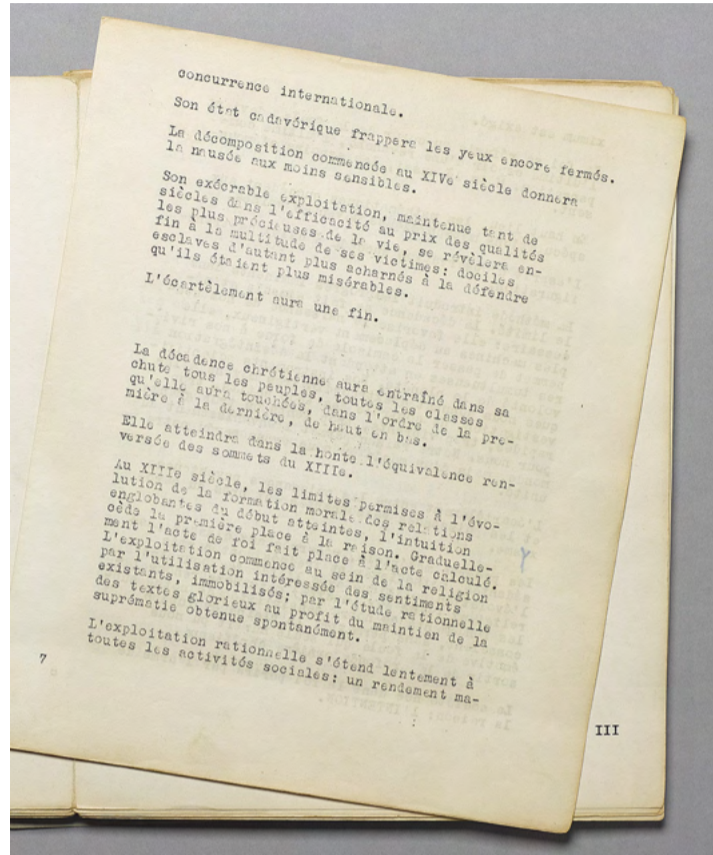 concurrence internationale.
Son état cadavérique frappera les yeux encore fermés.
La décomposition commencée au XIVe siècle donnera
la nausée aux moins sensibles.
Son exécrable exploitation, maintenue tant de
siècles dans l'efficacité au prix des qualités
les plus précieuses de la vie, se révèlera en-
fin à la multitude de ses victimes: dociles
esclaves d'autant plus acharnés à la défendre
qu'ils étaient plus misérables.
L'écartèlement aura une fin.
La décadence chrétienne aura entraîné dans sa
chute tous les peuples, toutes les classes
qu'elle aura touchées, dans l'ordre de la pre-
mière à la dernière, de haut en bas.
Elle atteindra dans la honte l'équivalence ren-
versée des sommets du XIIIe.
Au XIIIe siècle, les limites permises à l'évo-
lution de la formation morale des relations
englobantes du début atteintes, l'intuition
cède la première place à la raison. Graduelle-
ment l'acte de foi fait place à l'acte calculé.
L'exploitation commence au sein de la religion
par l'utilisation intéressée des sentiments
existants, immobilisés; par l'étude rationnelle
des textes glorieux au profit du maintien de la
suprématie obtenue spontanément.
L'exploitation rationnelle s'étend lentement à
toutes les activités sociales: un rendement ma-
7
III